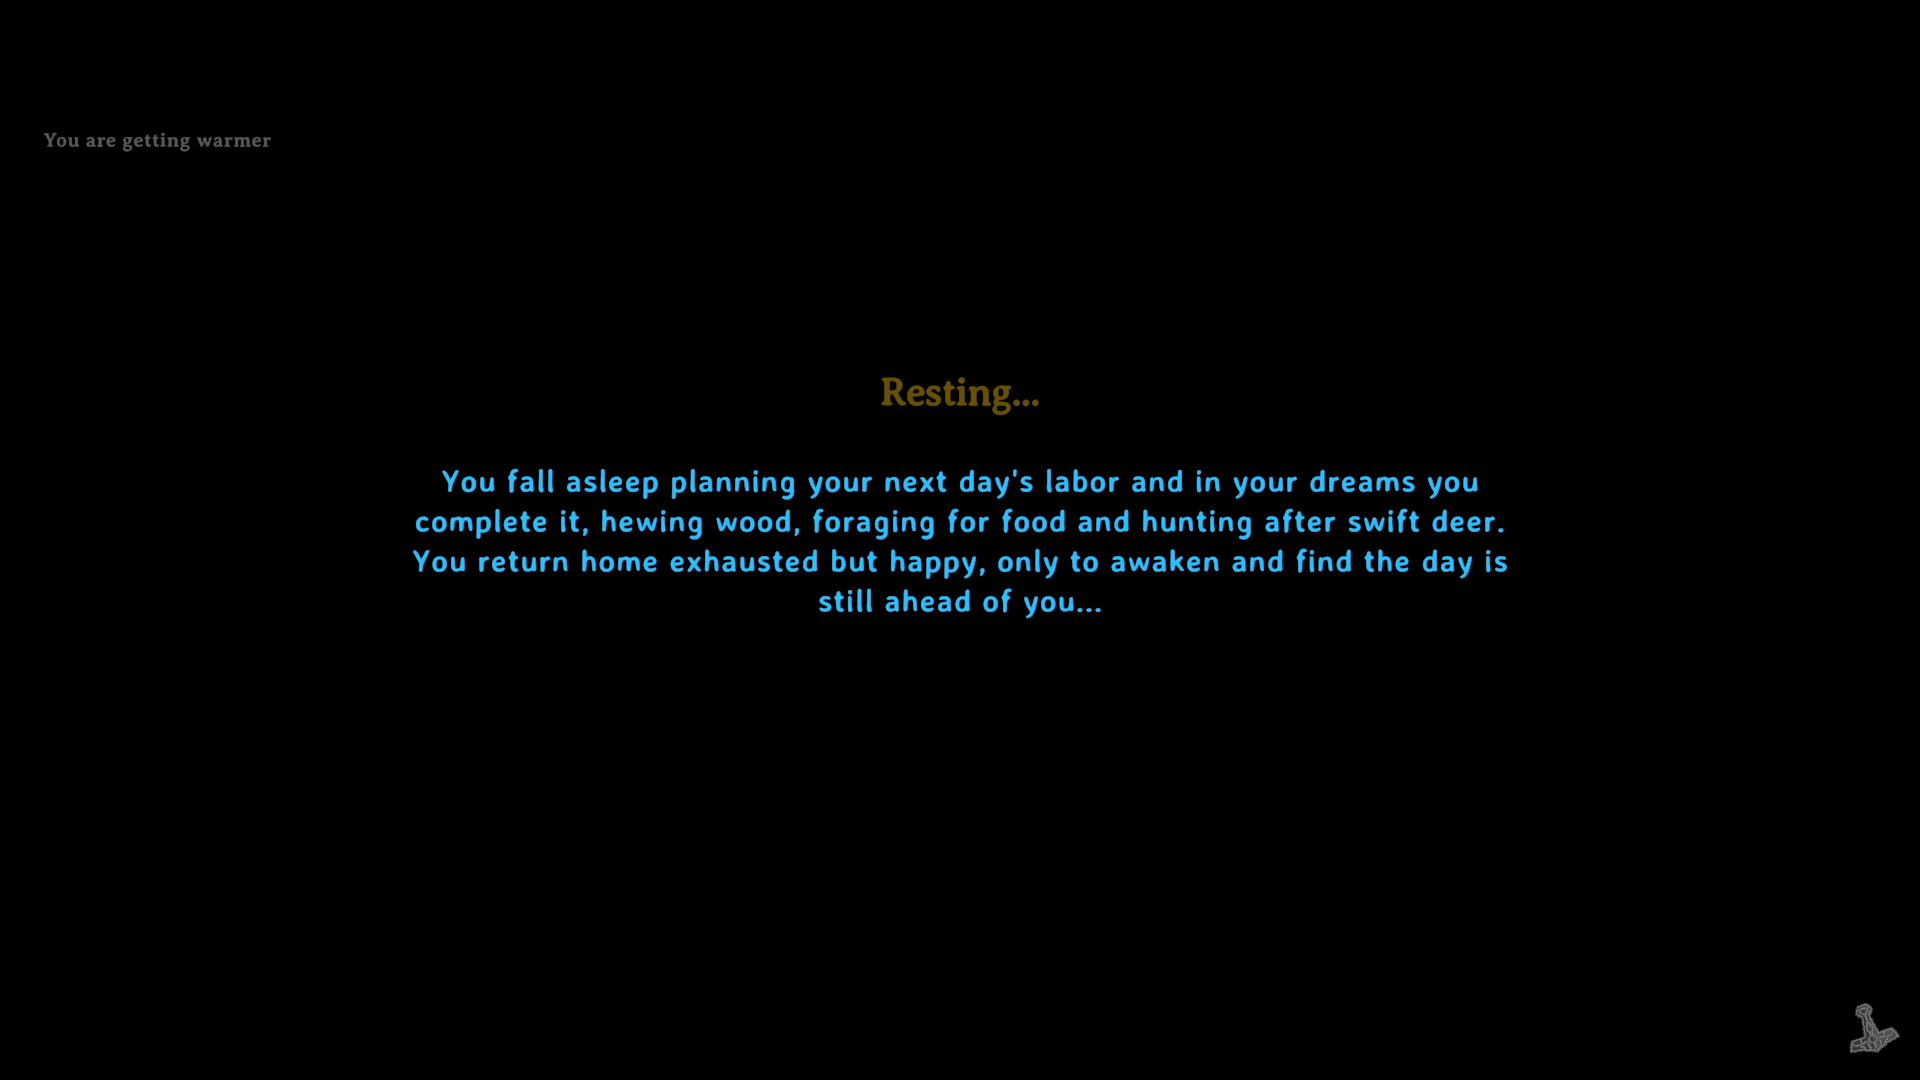 You are getting warmer
Resting...
You fall asleep planning your next day's labor and in your dreams you
complete it, hewing wood, foraging for food and hunting after swift deer.
You return home exhausted but happy, only to awaken and find the day is
still ahead of you...